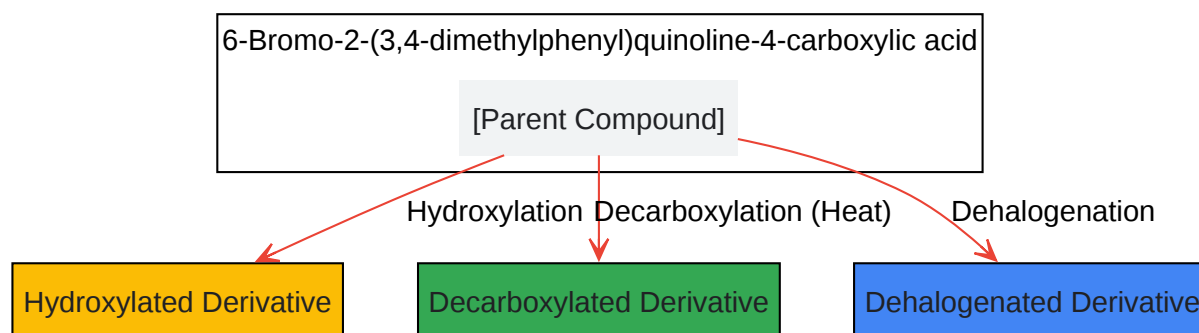 6-Bromo-2-(3,4-dimethylphenyl)quinoline-4-carboxylic acid
[Parent Compound]
Hydroxylation
Decarboxylation (Heat)
Dehalogenation
Hydroxylated Derivative
Decarboxylated Derivative
Dehalogenated Derivative